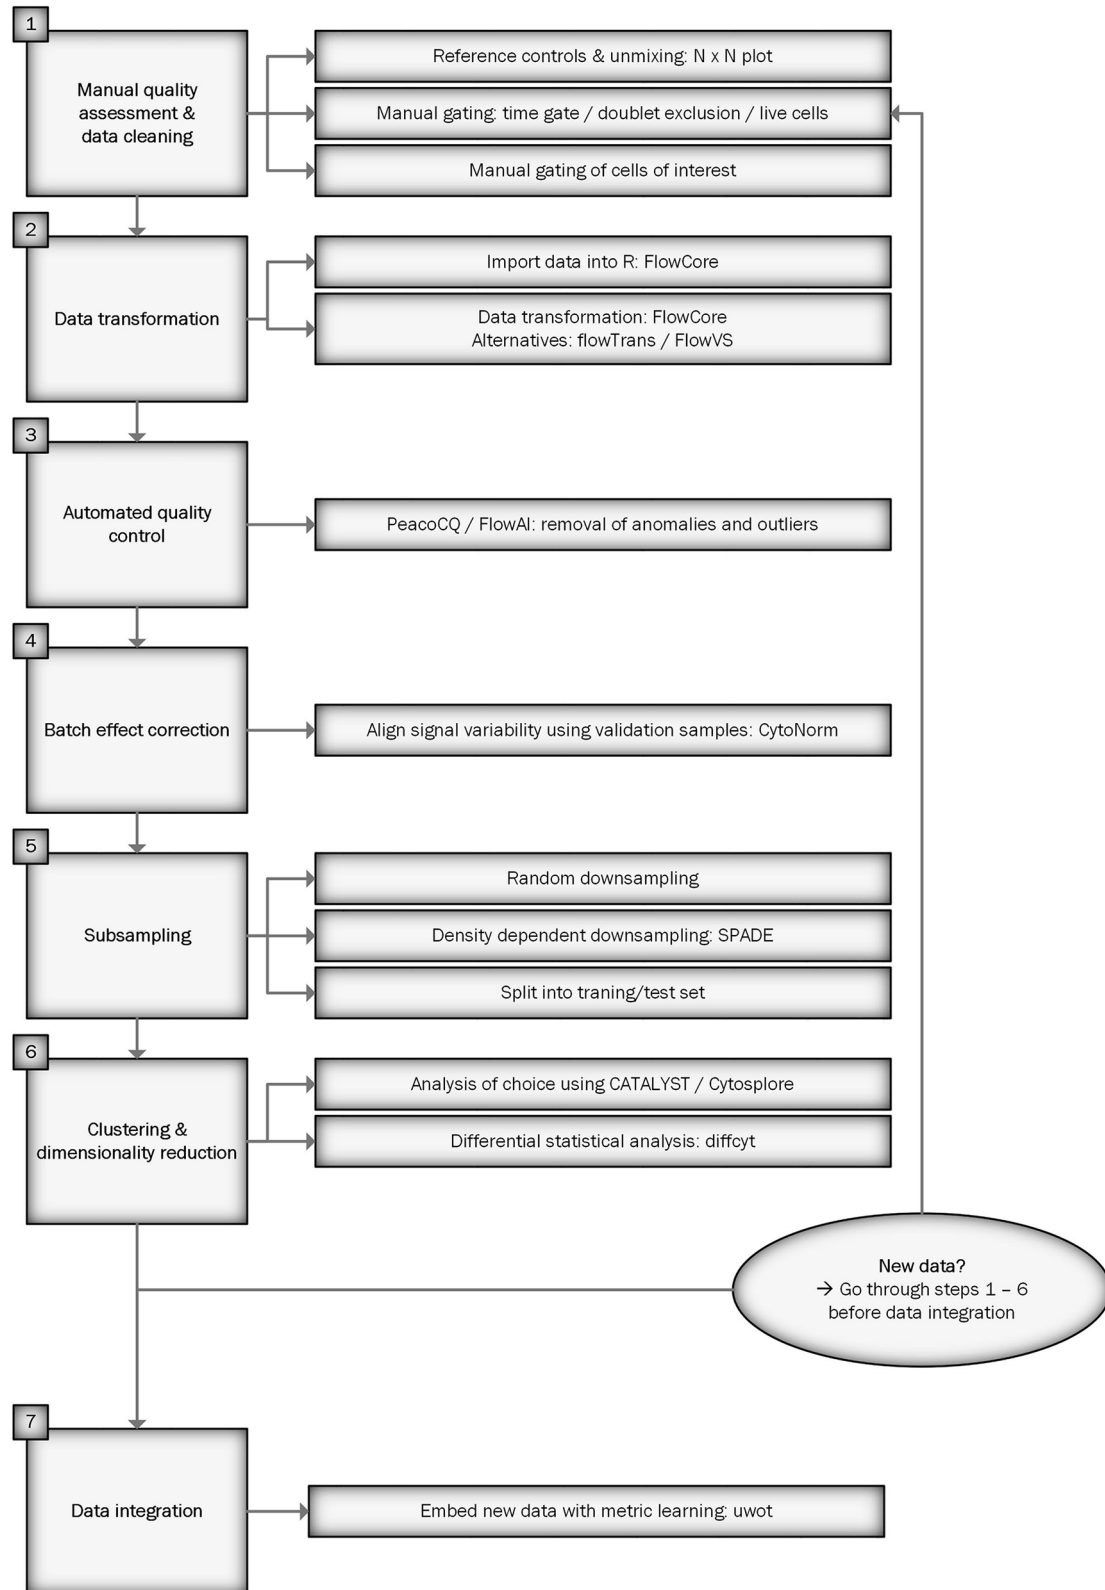 1
Manual quality
assessment &
data cleaning
Reference controls & unmixing: N x N plot
Manual gating: time gate / doublet exclusion / live cells
Manual gating of cells of interest
2
Data transformation
Import data into R: FlowCore
Data transformation: FlowCore
Alternatives: flowTrans / FlowVS
3
Automated quality
control
PeacoCQ / FlowAI: removal of anomalies and outliers
4
Batch effect correction
Align signal variability using validation samples: CytoNorm
5
Subsampling
Random downsampling
Density dependent downsampling: SPADE
Split into traning/test set
6
Clustering &
dimensionality reduction
Analysis of choice using CATALYST / Cytosplore
Differential statistical analysis: diffcyt
New data?
→ Go through steps 1 – 6
before data integration
7
Data integration
Embed new data with metric learning: uwot